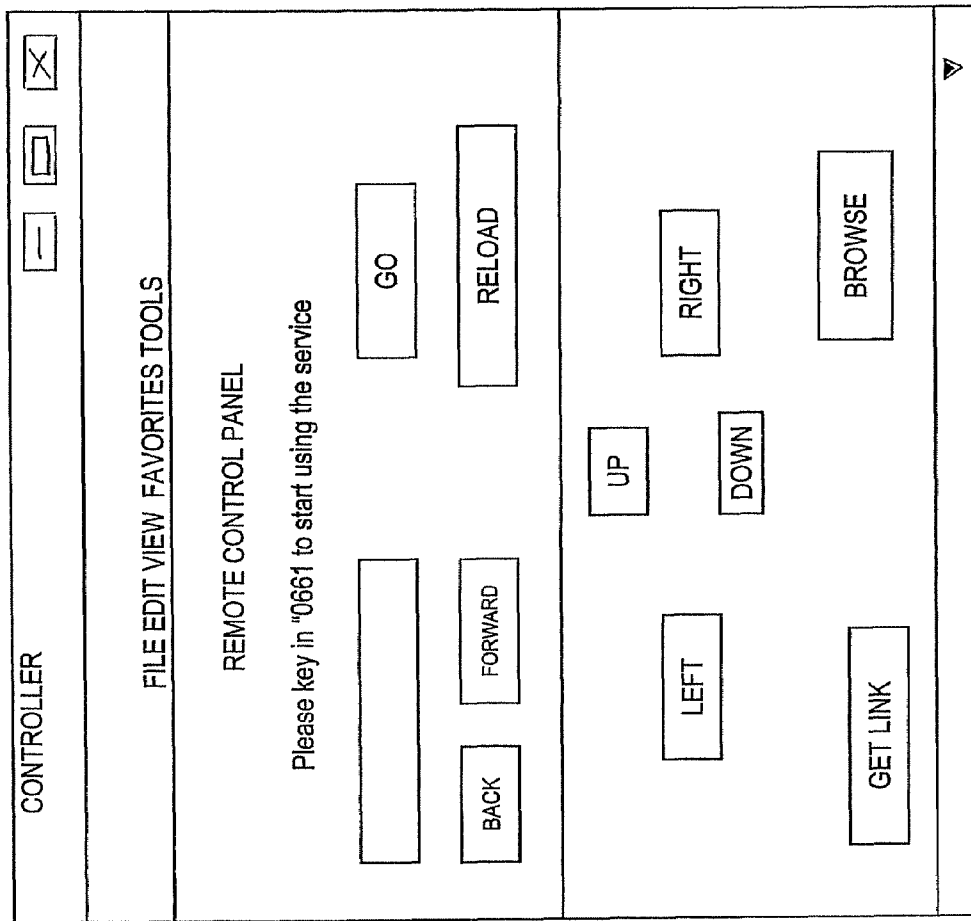 CONTROLLER
FILE EDIT VIEW FAVORITES TOOLS
REMOTE CONTROL PANEL
Please key in "0661 to start using the service
GO
BACK FORWARD RELOAD
UP
LEFT RIGHT
DOWN
GET LINK BROWSE